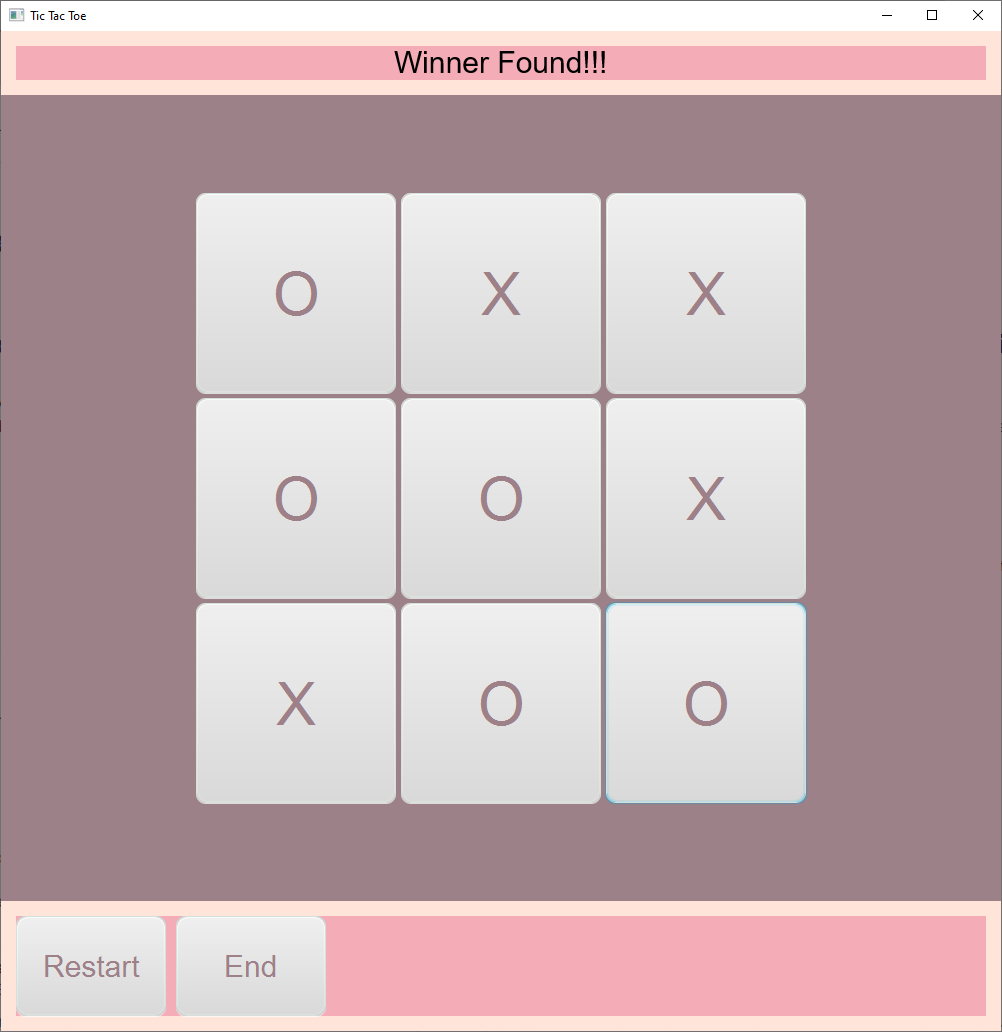 Tic Tac Toe
Winner Found!!!
O X X
O O X
X O O
Restart End